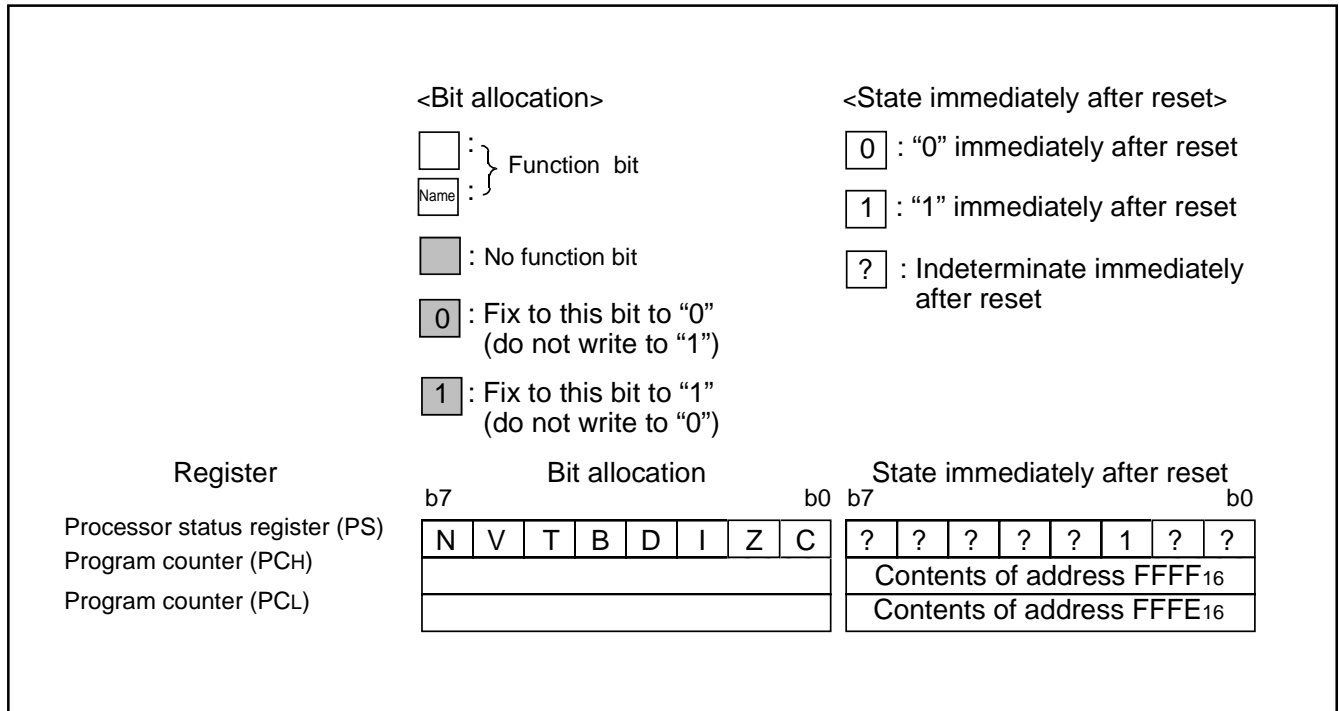 <Bit allocation>
:
Name :
Function bit
: No function bit
0 : Fix to this bit to “0”
(do not write to “1”)
1 : Fix to this bit to “1”
(do not write to “0”)
<State immediately after reset>
0 : “0” immediately after reset
1 : “1” immediately after reset
? : Indeterminate immediately
after reset
Register Bit allocation State immediately after reset
b7 b0 b7 b0
Processor status register (PS) N V T B D I Z C ? ? ? ? ? 1 ? ?
Program counter (PCH) Contents of address FFFF16
Program counter (PCL) Contents of address FFFE16